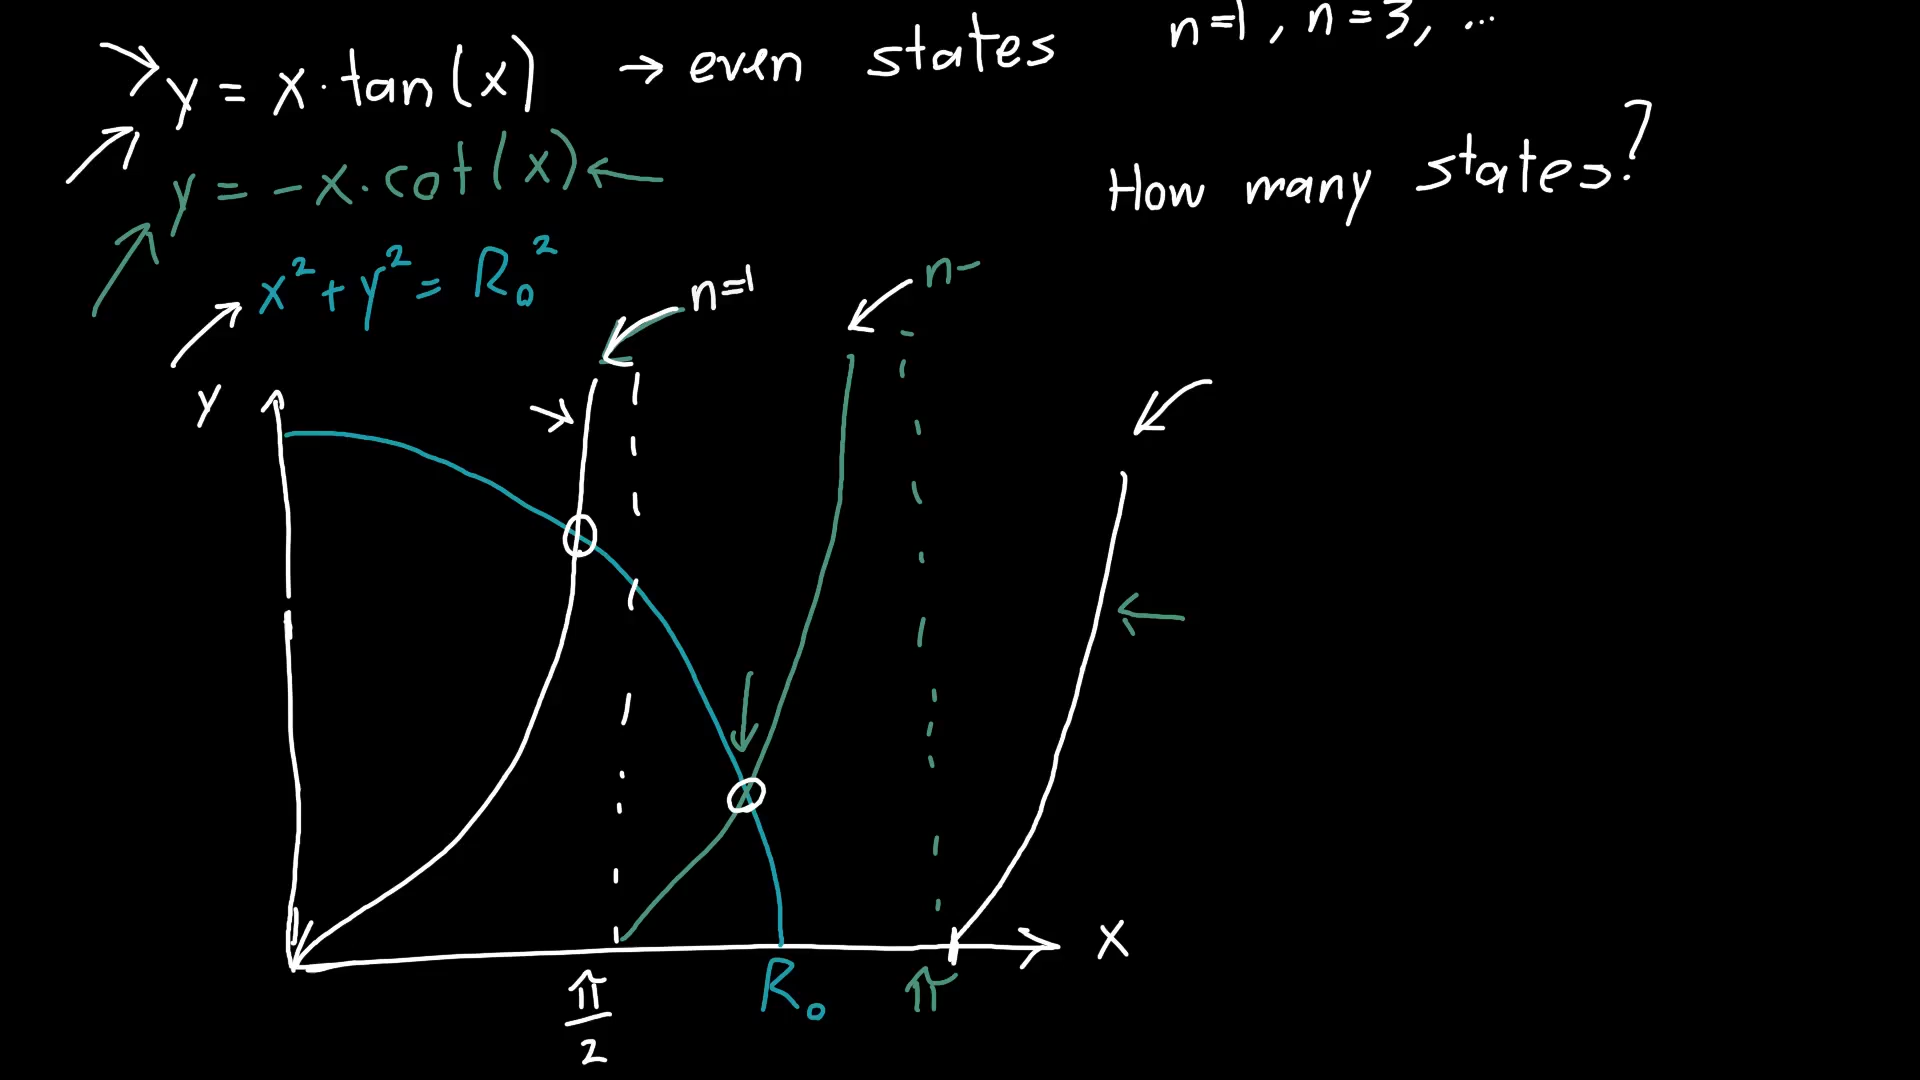 y = x · tan(x) → even states n=1, n=3, ...
y = -x · cot(x) ←
How many states?
x² + y² = R₀²
n=1
n-
y
x
π/2
R₀
π